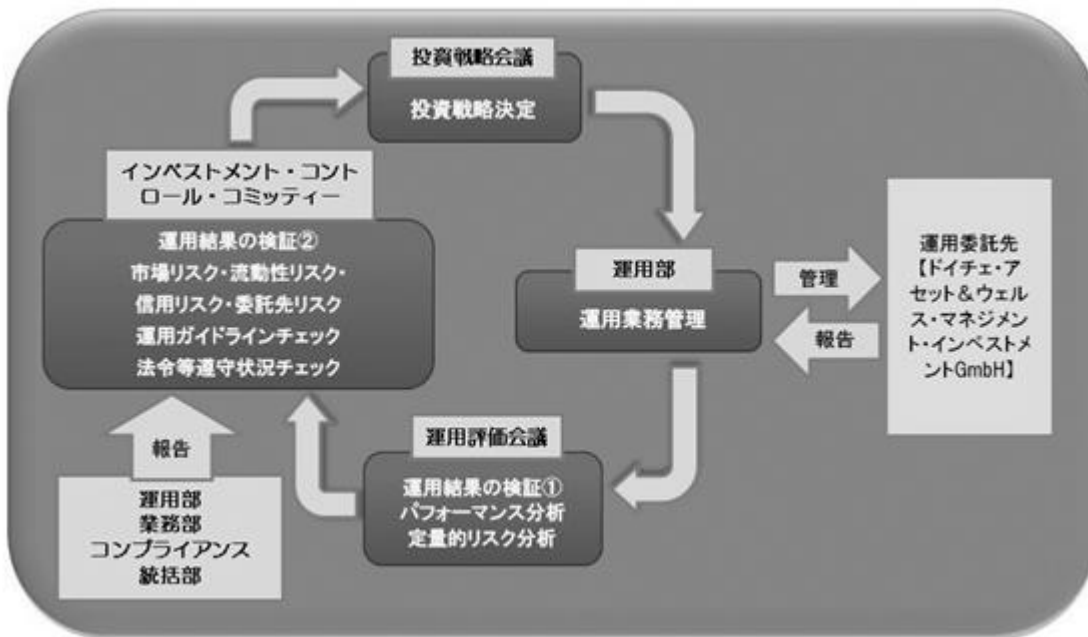 投資戦略会議
投資戦略決定
インベストメント・コント
ロール・コミッティー
運用結果の検証②
市場リスク・流動性リスク・
信用リスク・委託先リスク
運用ガイドラインチェック
法令等遵守状況チェック
運用部
運用業務管理
管理
報告
運用委託先
【ドイチェ・ア
セット＆ウェル
ス・マネジメン
ト・インベストメ
ントGmbH】
運用評価会議
運用結果の検証①
パフォーマンス分析
定量的リスク分析
報告
運用部
業務部
コンプライアンス
統括部